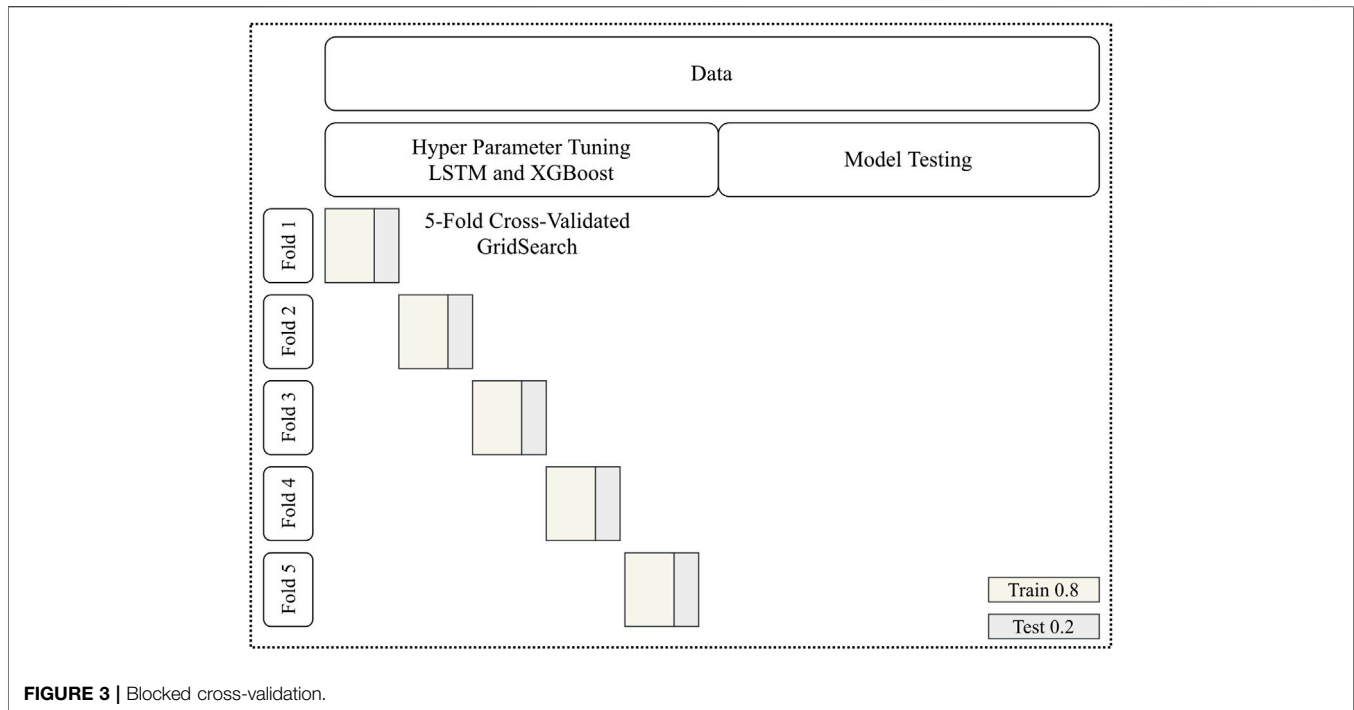 Data
Hyper Parameter Tuning
LSTM and XGBoost
Model Testing
5-Fold Cross-Validated
GridSearch
Fold 1
Fold 2
Fold 3
Fold 4
Fold 5
Train 0.8
Test 0.2
FIGURE 3 | Blocked cross-validation.